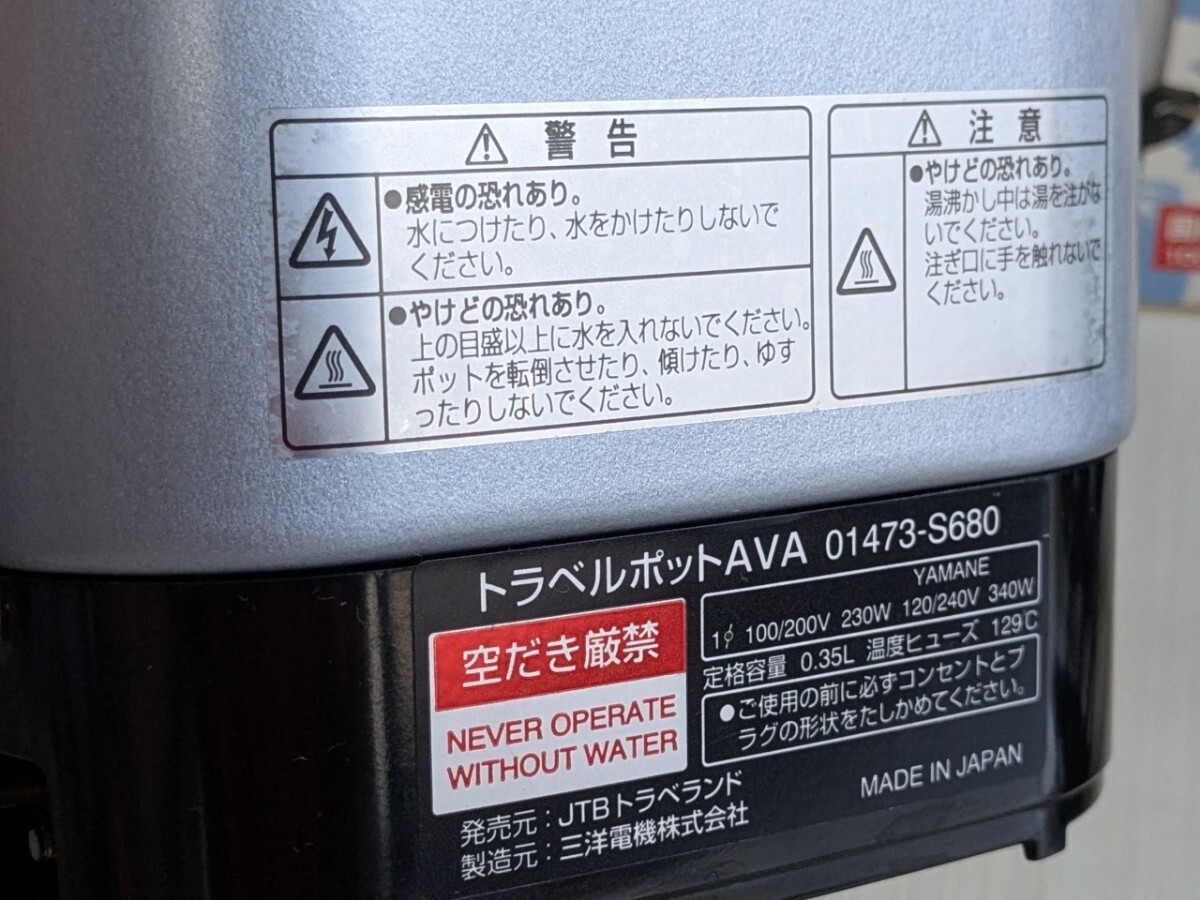 警告
●感電の恐れあり。
水につけたり、水をかけたりしないで
ください。
●やけどの恐れあり。
上の目盛以上に水を入れないでください。
ポットを転倒させたり、傾けたり、ゆす
ったりしないでください。
注意
●やけどの恐れあり。
湯沸かし中は湯を注がな
いでください。
注ぎ口に手を触れないで
ください。
トラベルポットAVA 01473-S680
空だき厳禁
NEVER OPERATE
WITHOUT WATER
YAMANE
1∮ 100/200V 230W 120/240V 340W
定格容量 0.35L 温度ヒューズ 129℃
●ご使用の前に必ずコンセントとプ
ラグの形状をたしかめてください。
発売元：JTBトラベランド
製造元：三洋電機株式会社
MADE IN JAPAN